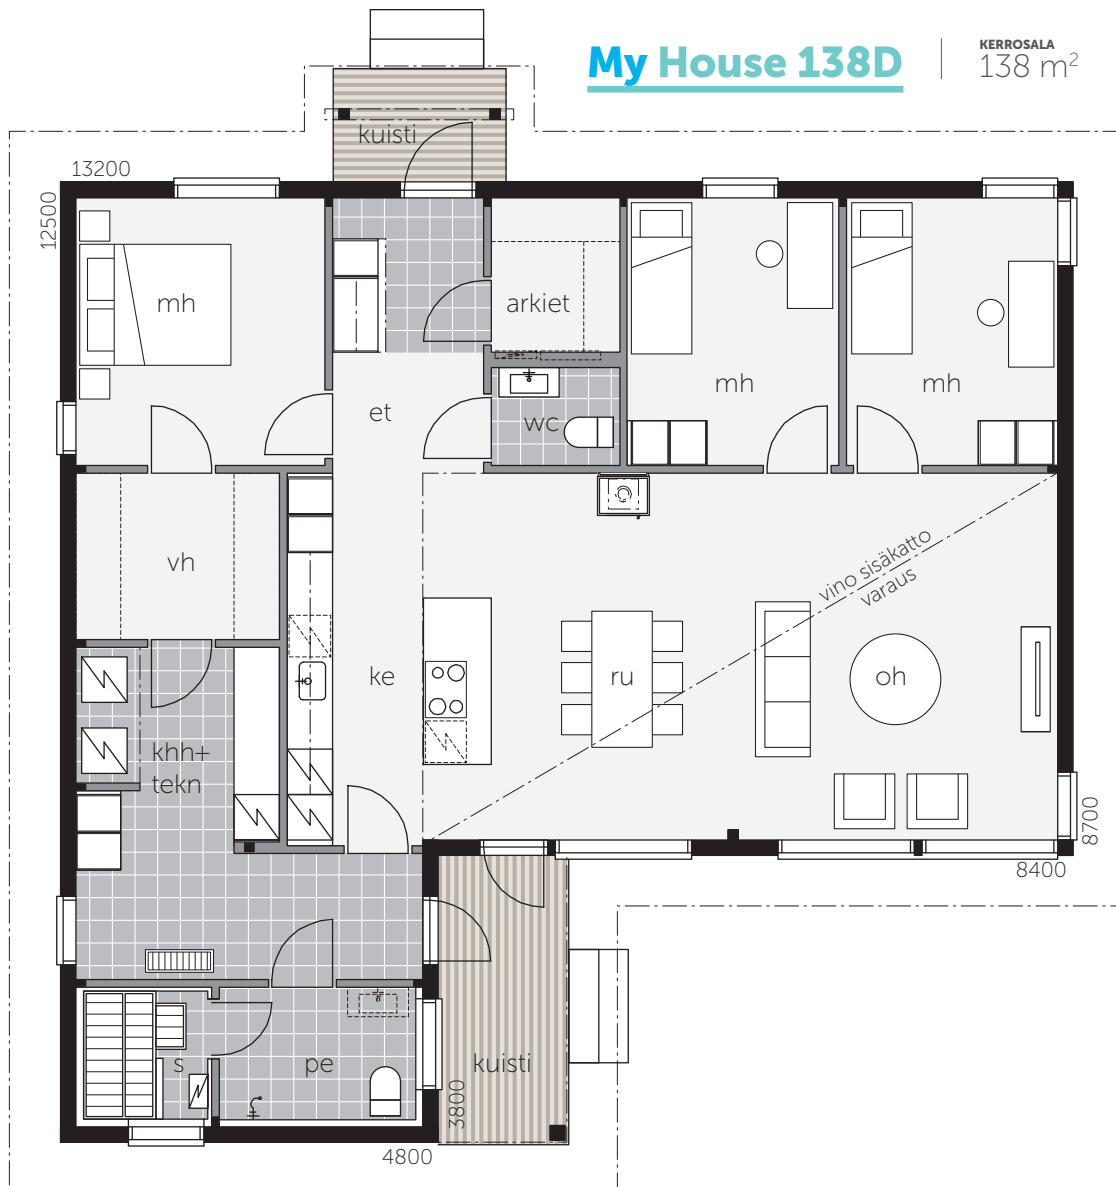 My House 138D
KERROSALA
138 m²
kuisti
13200
12500
mh
arkiet
mh
mh
et
wc
vh
vino sisäkatto
varaus
ke
ru
oh
khh+
tekn
8700
8400
s
pe
kuisti
3800
4800